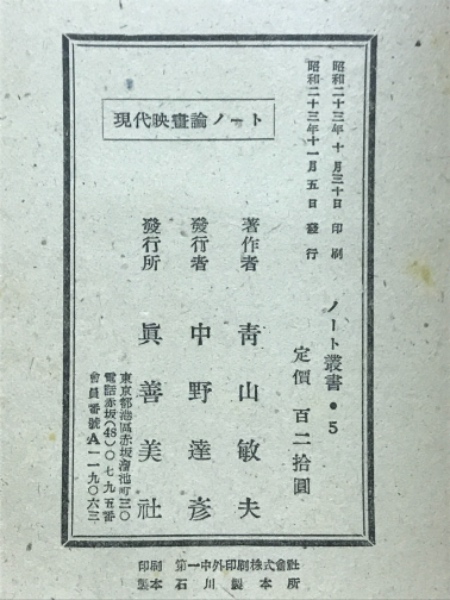 昭和二十三年十月三十日 印刷
昭和二十三年十一月五日 發行
ノート叢書・5
定價 百二拾圓
現代映畫論ノート
著作者 青山敏夫
發行者 中野達彦
發行所 眞善美社
東京都港區赤坂溜池町三〇
電話赤坂(48)〇七九五番
會員番號A一一九〇六三
印刷 第一中外印刷株式會社
製本 石川製本所